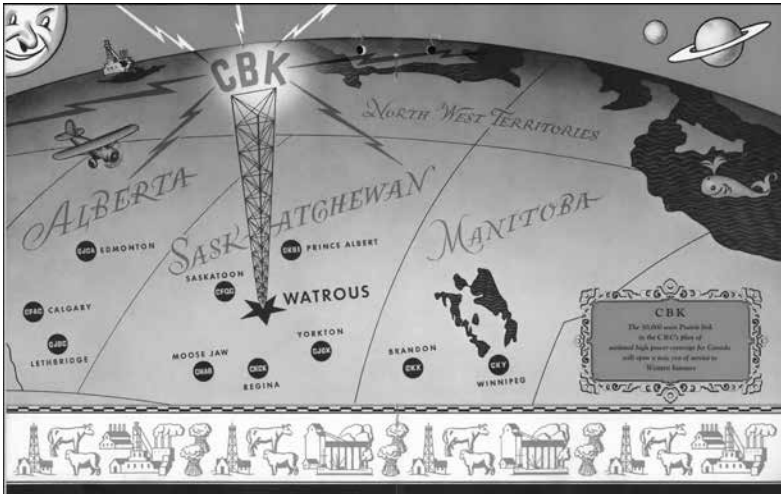 CBK
NORTH WEST TERRITORIES
ALBERTA
SASKATCHEWAN
MANITOBA
CJCA EDMONTON
CKBI PRINCE ALBERT
SASKATOON
CFQC
WATROUS
CFAC CALGARY
CJOC
LETHBRIDGE
YORKTON
CJGX
MOOSE JAW
CHAB
CKCK
REGINA
BRANDON
CKX
CKY
WINNIPEG
CBK
The 50,000 watt Prairie link
in the CBC's plan of
national high power coverage for Canada
will open a new era of service to
Western listeners